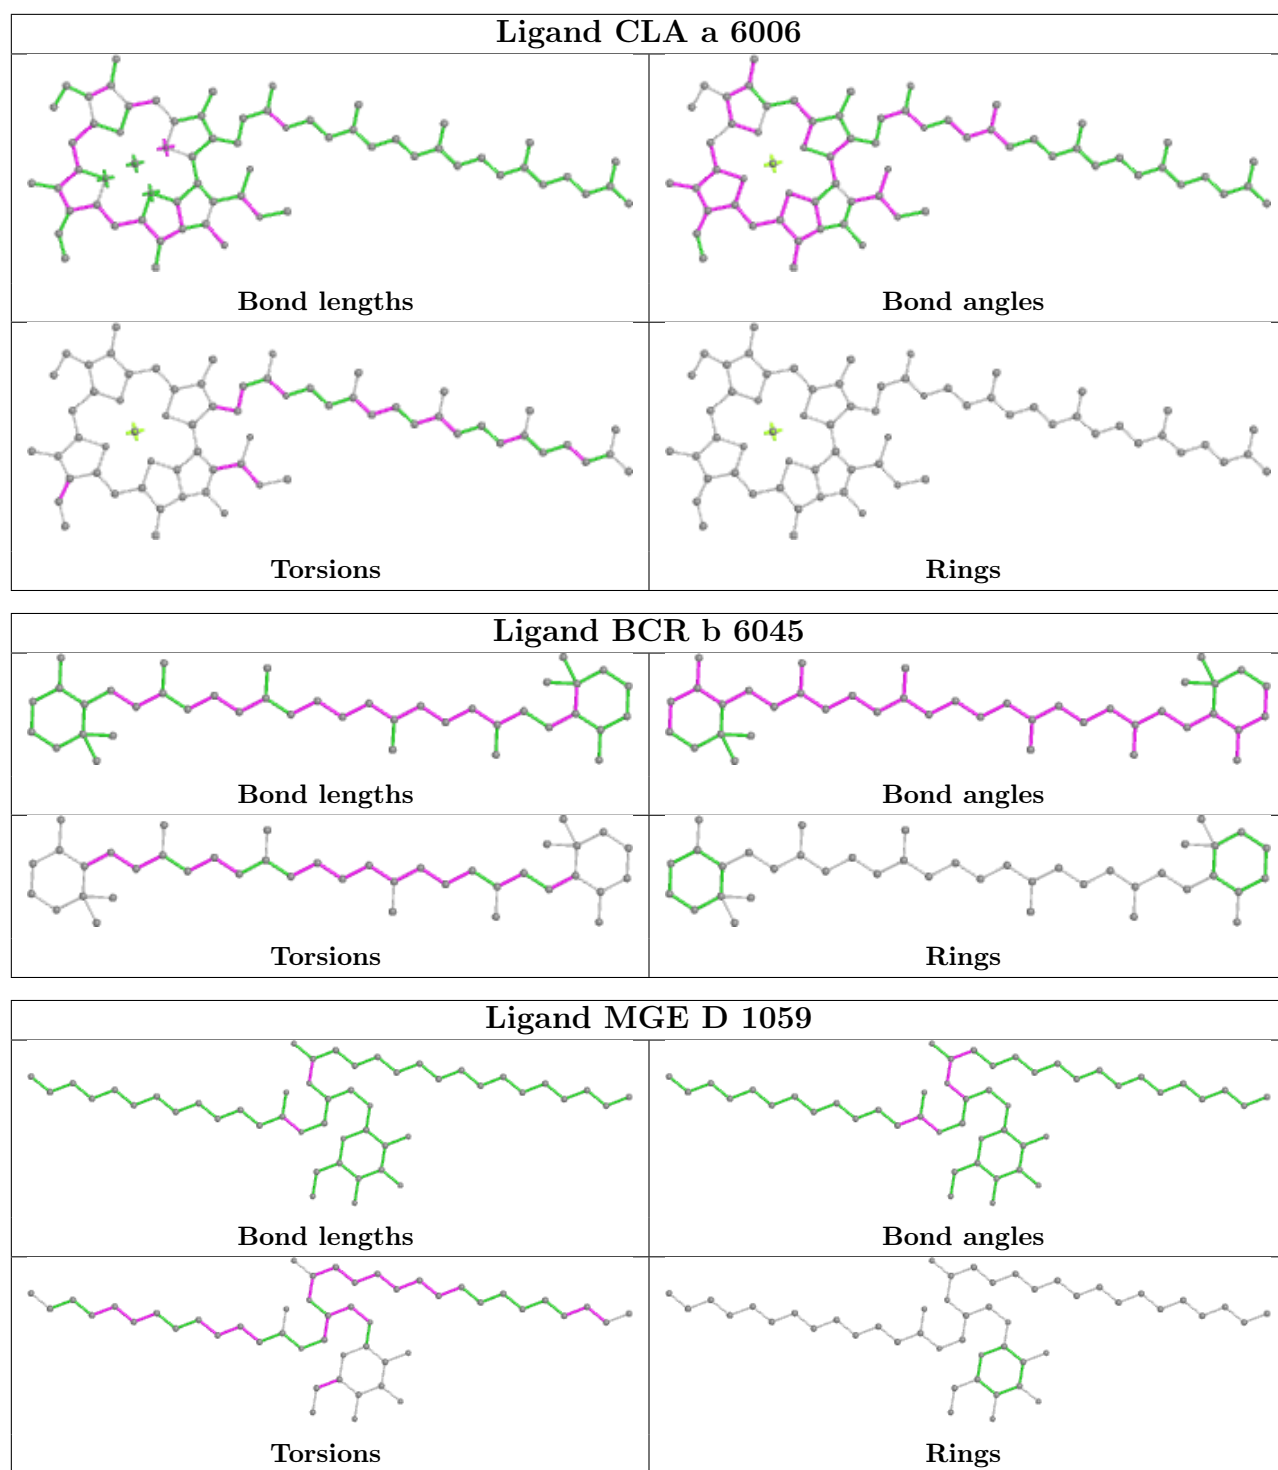 Ligand CLA a 6006
Bond lengths
Bond angles
Torsions
Rings
Ligand BCR b 6045
Bond lengths
Bond angles
Torsions
Rings
Ligand MGE D 1059
Bond lengths
Bond angles
Torsions
Rings